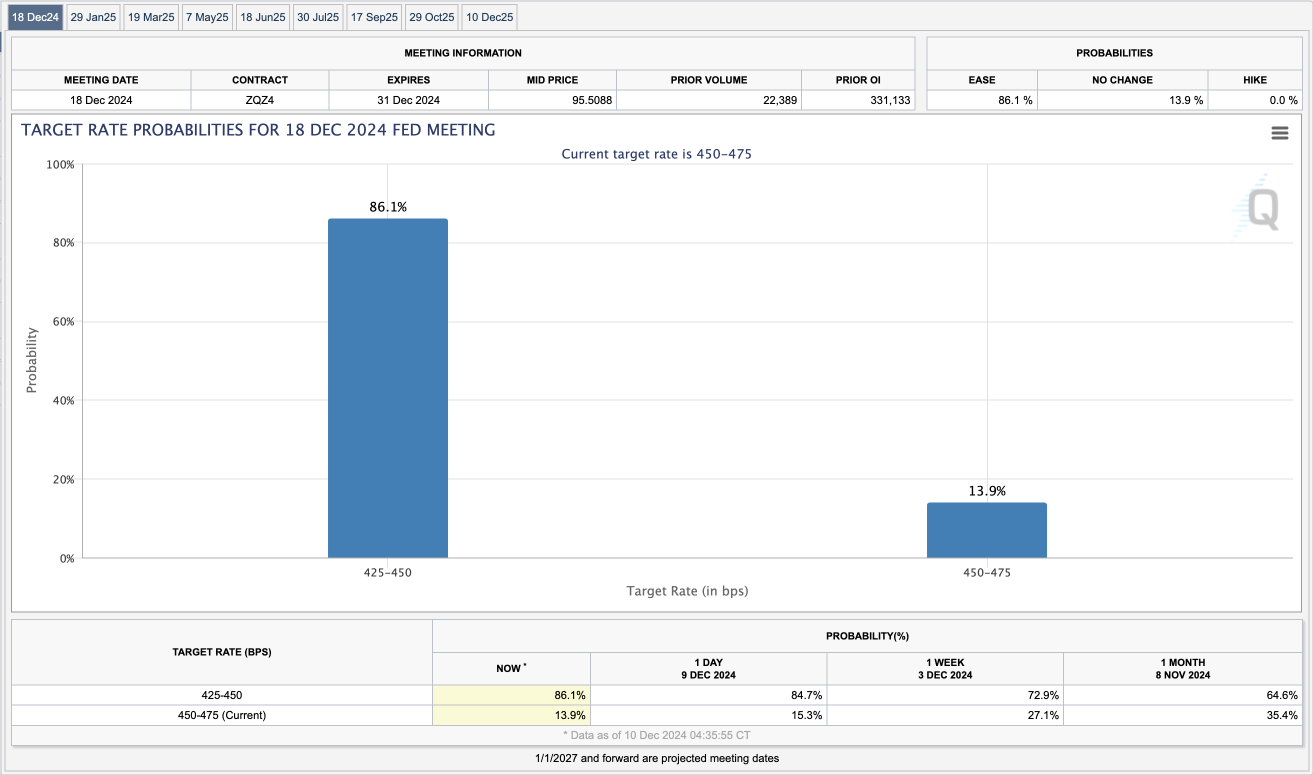 18 Dec24 29 Jan25 19 Mar25 7 May25 18 Jun25 30 Jul25 17 Sep25 29 Oct25 10 Dec25
MEETING INFORMATION
MEETING DATE CONTRACT EXPIRES MID PRICE PRIOR VOLUME PRIOR OI
18 Dec 2024 ZQZ4 31 Dec 2024 95.5088 22,389 331,133
PROBABILITIES
EASE NO CHANGE HIKE
86.1 % 13.9 % 0.0 %
TARGET RATE PROBABILITIES FOR 18 DEC 2024 FED MEETING
Current target rate is 450–475
Q
Probability
100%
80%
60%
40%
20%
0%
86.1%
13.9%
425–450 450–475
Target Rate (in bps)
TARGET RATE (BPS) PROBABILITY(%)
NOW * 1 DAY 1 WEEK 1 MONTH
9 DEC 2024 3 DEC 2024 8 NOV 2024
425-450 86.1% 84.7% 72.9% 64.6%
450-475 (Current) 13.9% 15.3% 27.1% 35.4%
* Data as of 10 Dec 2024 04:35:55 CT
1/1/2027 and forward are projected meeting dates